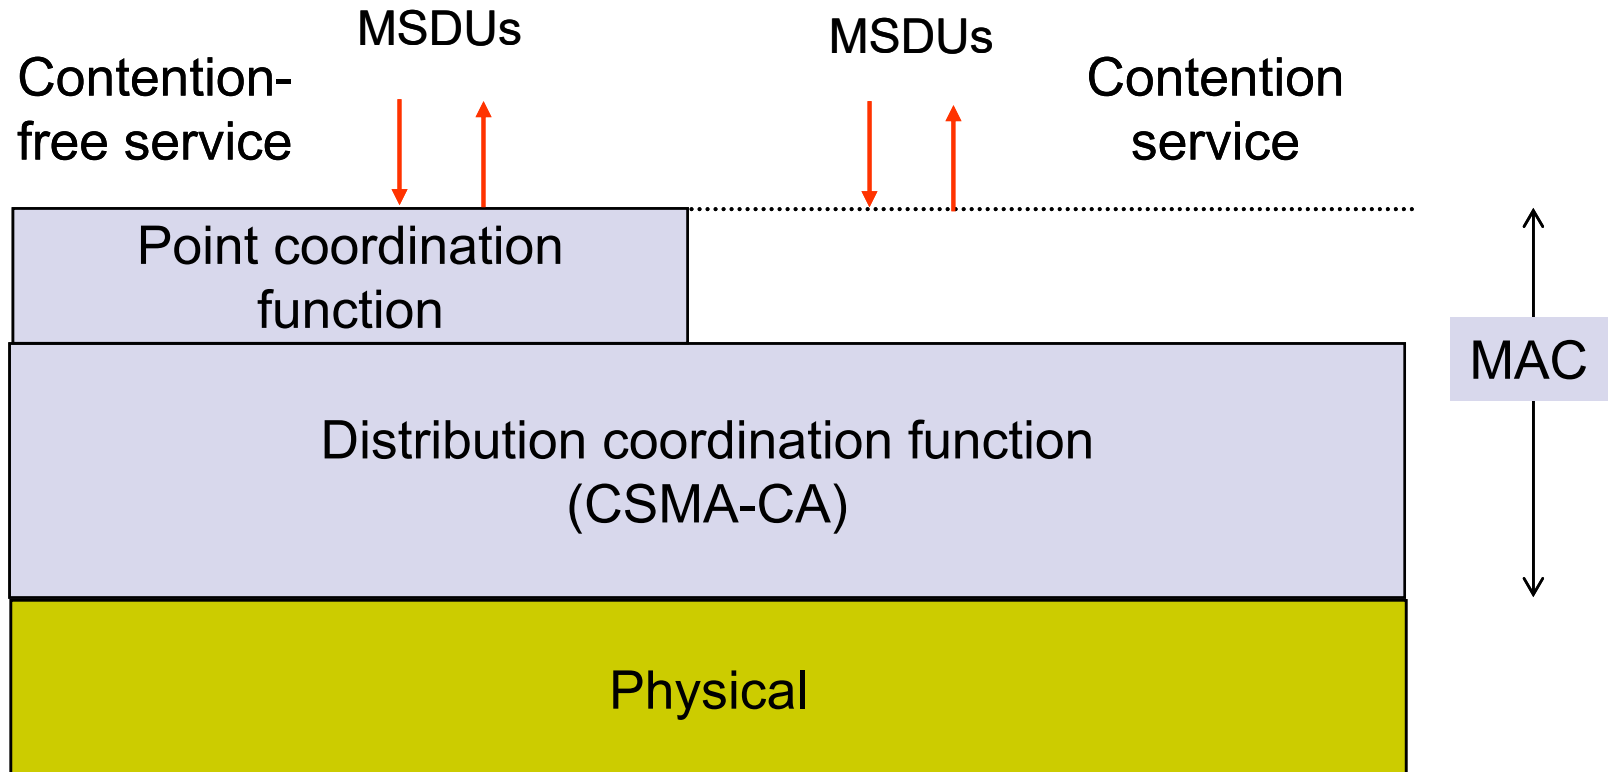 MSDUs
MSDUs
Contention-
free service
Contention
service
Point coordination
function
MAC
Distribution coordination function
(CSMA-CA)
Physical